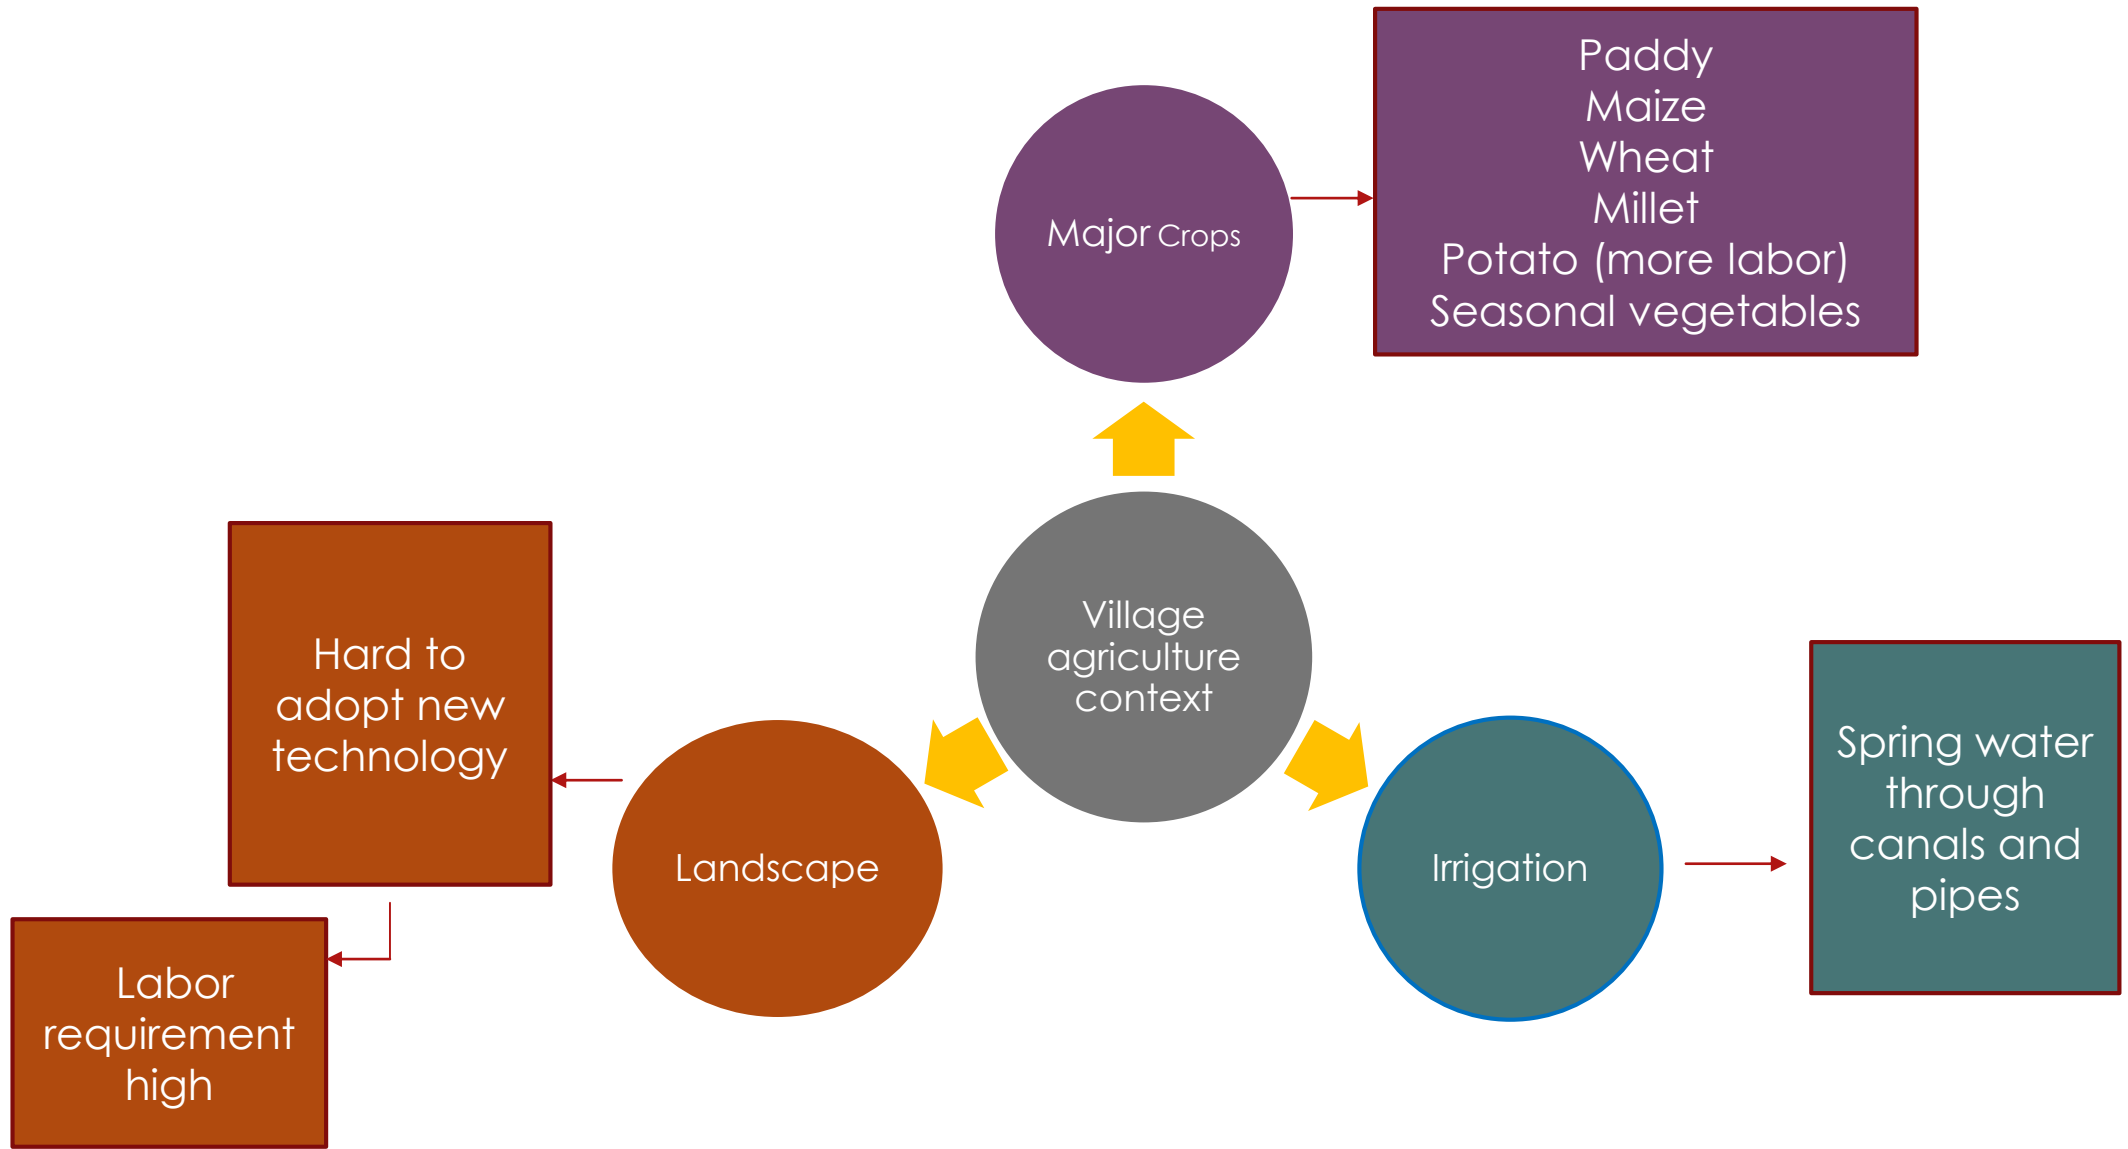 Paddy
Maize
Wheat
Millet
Potato (more labor)
Seasonal vegetables
Major Crops
Village
agriculture
context
Hard to
adopt new
technology
Landscape
Irrigation
Spring water
through
canals and
pipes
Labor
requirement
high